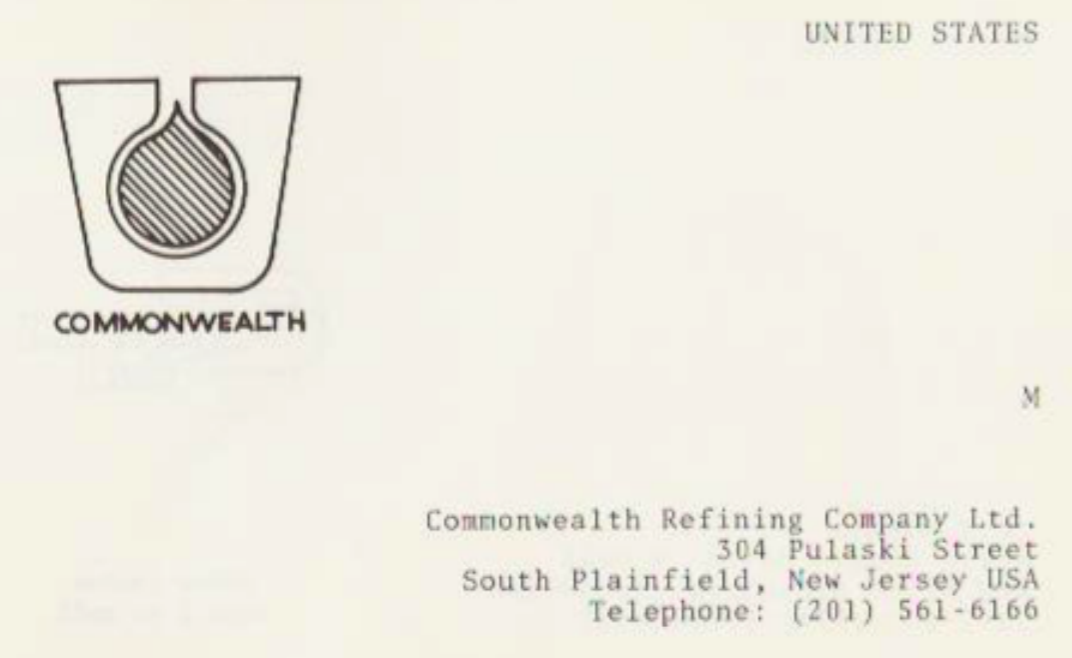 UNITED STATES
COMMONWEALTH
M
Commonwealth Refining Company Ltd.
304 Pulaski Street
South Plainfield, New Jersey USA
Telephone: (201) 561-6166